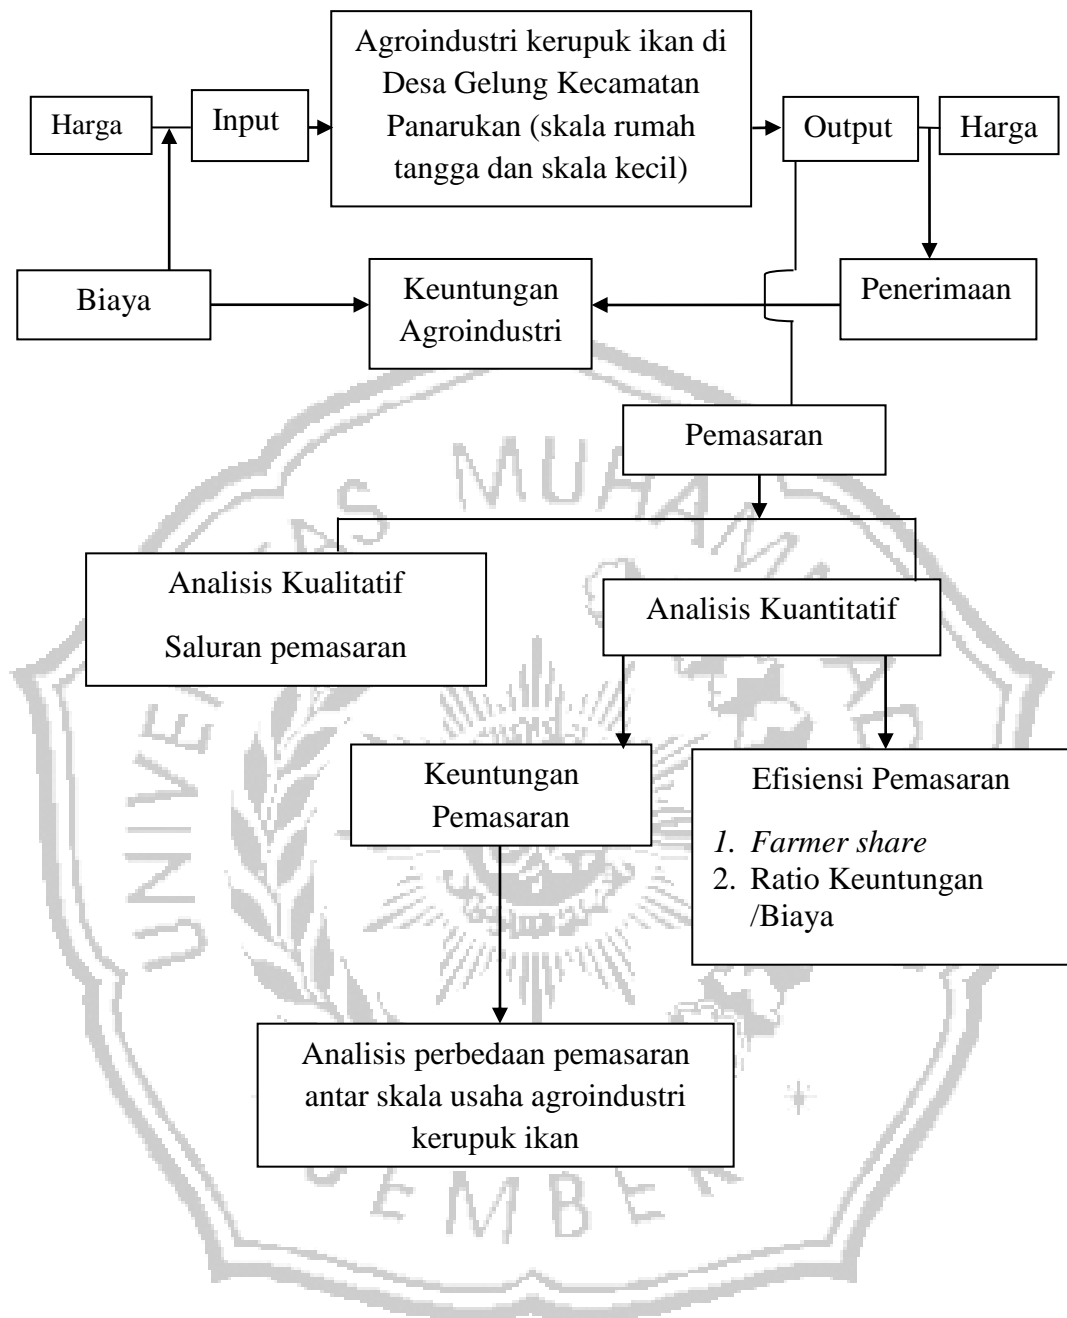 Agroindustri kerupuk ikan di
Desa Gelung Kecamatan
Panarukan (skala rumah
tangga dan skala kecil)
Harga
Input
Output
Harga
Biaya
Keuntungan
Agroindustri
Penerimaan
Pemasaran
Analisis Kualitatif
Saluran pemasaran
Analisis Kuantitatif
Keuntungan
Pemasaran
Efisiensi Pemasaran
1. Farmer share
2. Ratio Keuntungan
/Biaya
Analisis perbedaan pemasaran
antar skala usaha agroindustri
kerupuk ikan